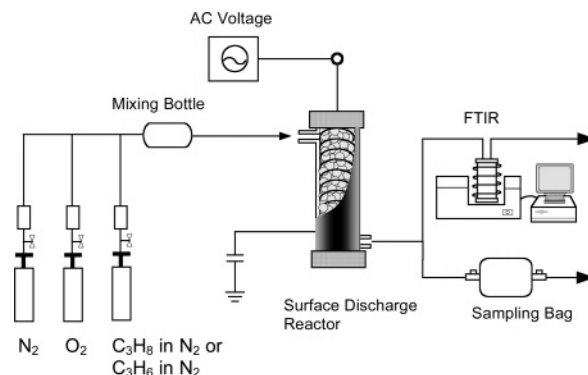 AC Voltage
Mixing Bottle
FTIR
Surface Discharge
Reactor
Sampling Bag
N₂
O₂
C₃H₈ in N₂ or
C₃H₆ in N₂